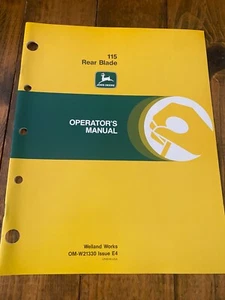 115
Rear Blade
JOHN DEERE
OPERATOR'S
MANUAL
Welland Works
OM-W21330 Issue E4